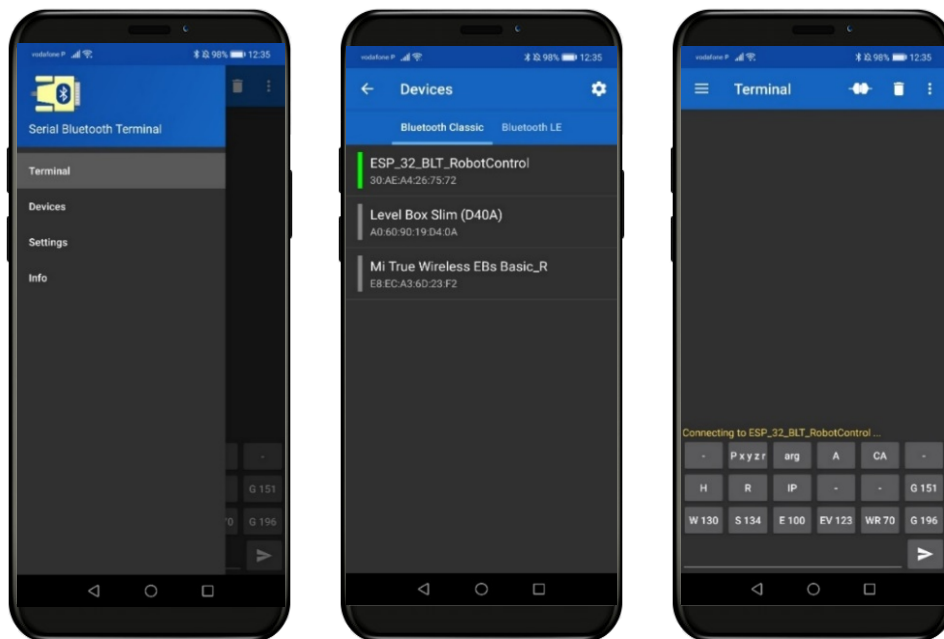 vodafone P 98% 12:35
Serial Bluetooth Terminal
Terminal
Devices
Settings
Info
-
G 151
70 G 196
vodafone P 98% 12:35
Devices
Bluetooth Classic Bluetooth LE
ESP_32_BLT_RobotControl
30:AE:A4:26:75:72
Level Box Slim (D40A)
A0:60:90:19:D4:0A
Mi True Wireless EBs Basic_R
E8:EC:A3:6D:23:F2
vodafone P 98% 12:35
Terminal
Connecting to ESP_32_BLT_RobotControl ...
- P x y z r arg A CA -
H R IP - - G 151
W 130 S 134 E 100 EV 123 WR 70 G 196